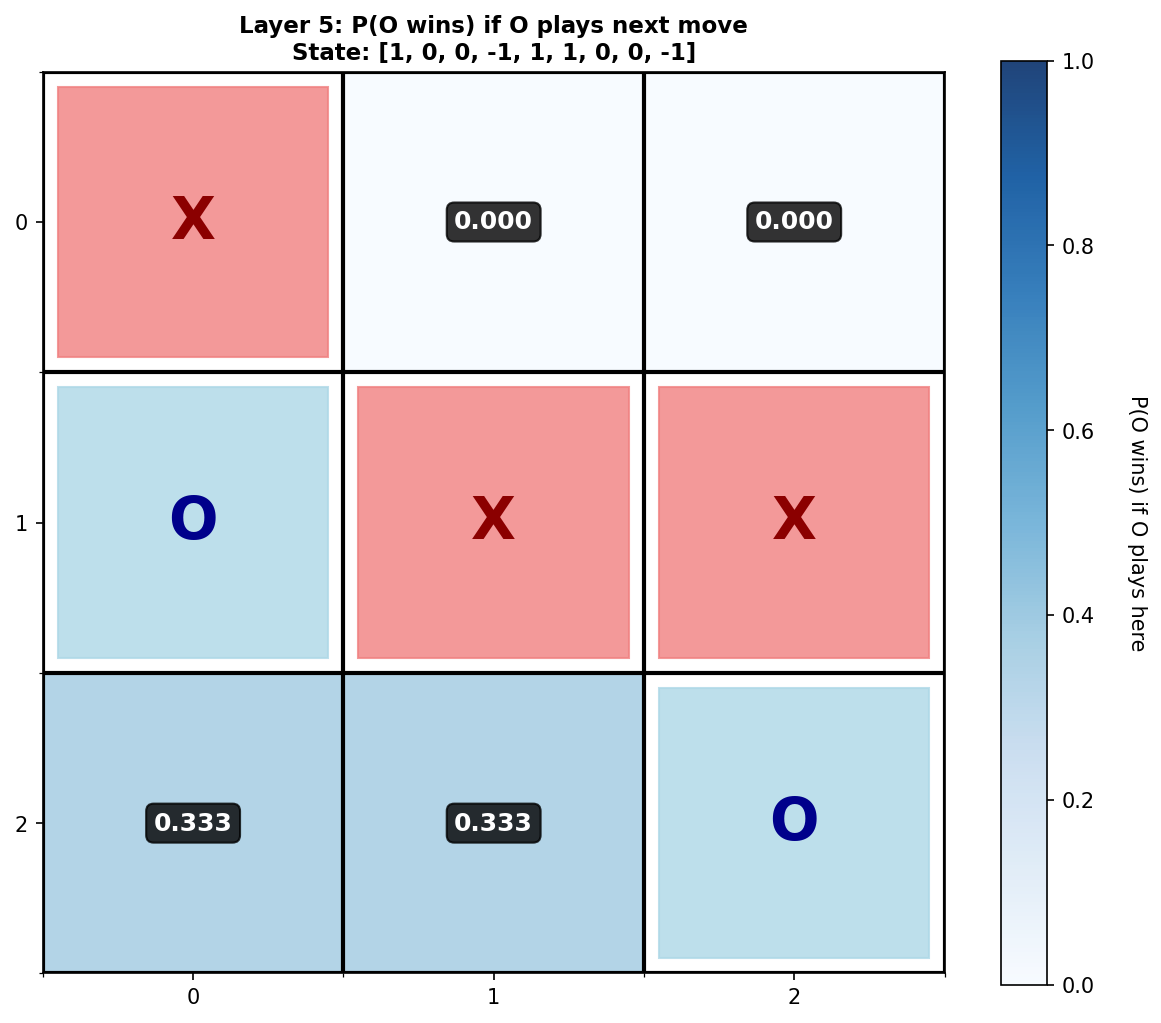 Layer 5: P(O wins) if O plays next move
State: [1, 0, 0, -1, 1, 1, 0, 0, -1]
0
X
0.000
0.000
1
O
X
X
2
0.333
0.333
O
0
1
2
1.0
0.8
0.6
0.4
0.2
0.0
P(O wins) if O plays here